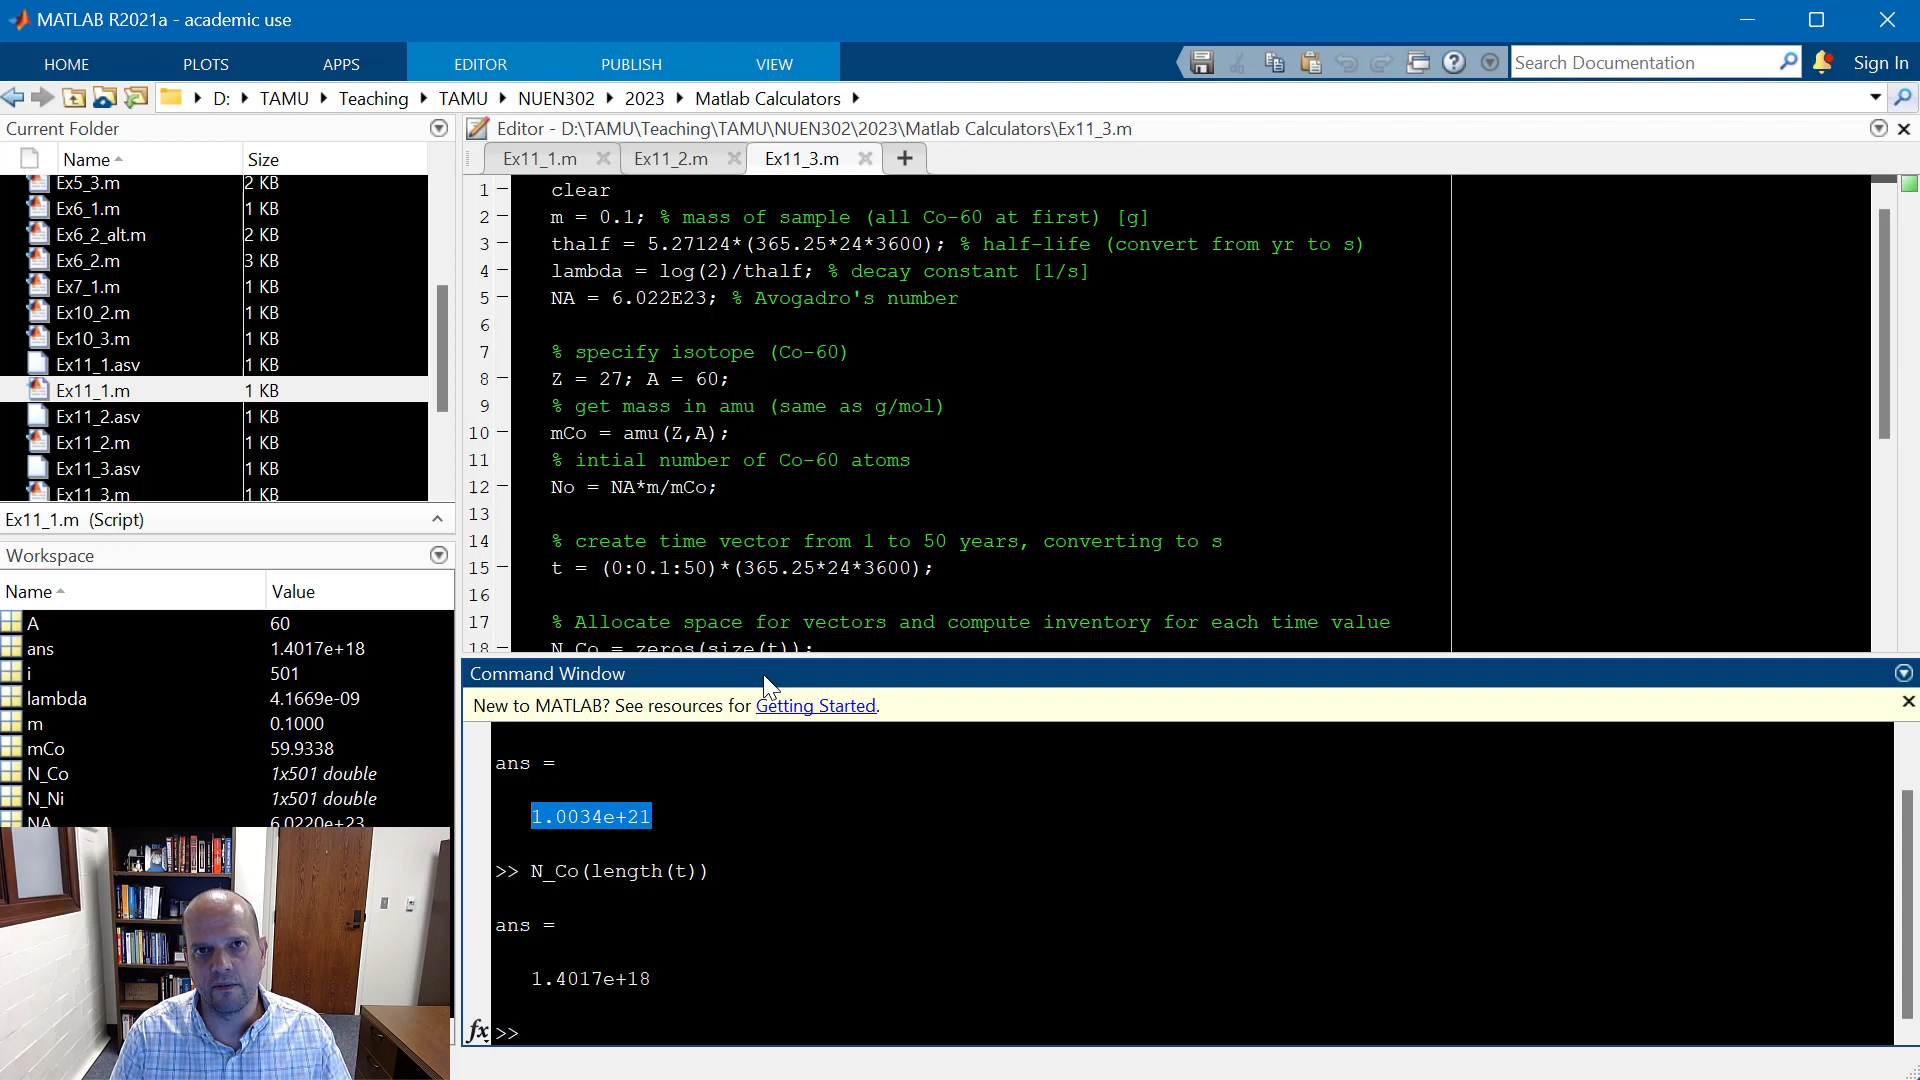 MATLAB R2021a - academic use
HOME PLOTS APPS EDITOR PUBLISH VIEW Search Documentation Sign In
D: TAMU Teaching TAMU NUEN302 2023 Matlab Calculators
Current Folder
Name Size
Ex5_3.m 2 KB
Ex6_1.m 1 KB
Ex6_2_alt.m 2 KB
Ex6_2.m 3 KB
Ex7_1.m 1 KB
Ex10_2.m 1 KB
Ex10_3.m 1 KB
Ex11_1.asv 1 KB
Ex11_1.m 1 KB
Ex11_2.asv 1 KB
Ex11_2.m 1 KB
Ex11_3.asv 1 KB
Ex11_3.m 1 KB
Ex11_1.m (Script)
Workspace
Name Value
A 60
ans 1.4017e+18
i 501
lambda 4.1669e-09
m 0.1000
mCo 59.9338
N_Co 1x501 double
N_Ni 1x501 double
NA 6.0220e+23
Editor - D:\TAMU\Teaching\TAMU\NUEN302\2023\Matlab Calculators\Ex11_3.m
Ex11_1.m Ex11_2.m Ex11_3.m
1 clear
2 m = 0.1; % mass of sample (all Co-60 at first) [g]
3 thalf = 5.27124*(365.25*24*3600); % half-life (convert from yr to s)
4 lambda = log(2)/thalf; % decay constant [1/s]
5 NA = 6.022E23; % Avogadro's number
6
7 % specify isotope (Co-60)
8 Z = 27; A = 60;
9 % get mass in amu (same as g/mol)
10 mCo = amu(Z,A);
11 % intial number of Co-60 atoms
12 No = NA*m/mCo;
13
14 % create time vector from 1 to 50 years, converting to s
15 t = (0:0.1:50)*(365.25*24*3600);
16
17 % Allocate space for vectors and compute inventory for each time value
18 N_Co = zeros(size(t));
Command Window
New to MATLAB? See resources for Getting Started.
ans =
1.0034e+21
>> N_Co(length(t))
ans =
1.4017e+18
fx >>